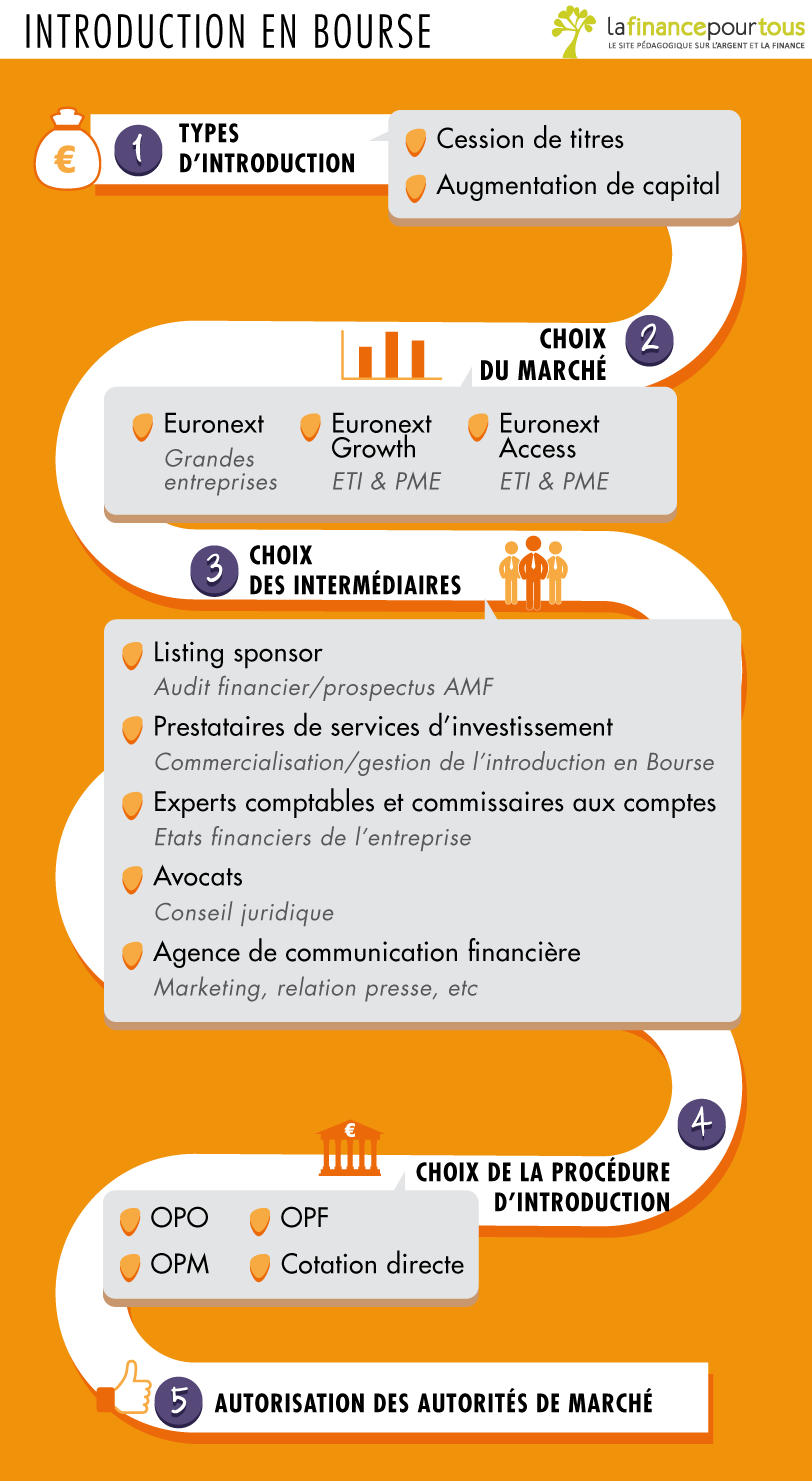 INTRODUCTION EN BOURSE
lafinancepourtous
LE SITE PÉDAGOGIQUE SUR L'ARGENT ET LA FINANCE
€
1
TYPES
D'INTRODUCTION
Cession de titres
Augmentation de capital
CHOIX
DU MARCHÉ
2
Euronext
Grandes
entreprises
Euronext
Growth
ETI & PME
Euronext
Access
ETI & PME
3
CHOIX
DES INTERMÉDIAIRES
Listing sponsor
Audit financier/prospectus AMF
Prestataires de services d'investissement
Commercialisation/gestion de l'introduction en Bourse
Experts comptables et commissaires aux comptes
Etats financiers de l'entreprise
Avocats
Conseil juridique
Agence de communication financière
Marketing, relation presse, etc
4
€
CHOIX DE LA PROCÉDURE
D'INTRODUCTION
OPO
OPF
OPM
Cotation directe
5
AUTORISATION DES AUTORITÉS DE MARCHÉ